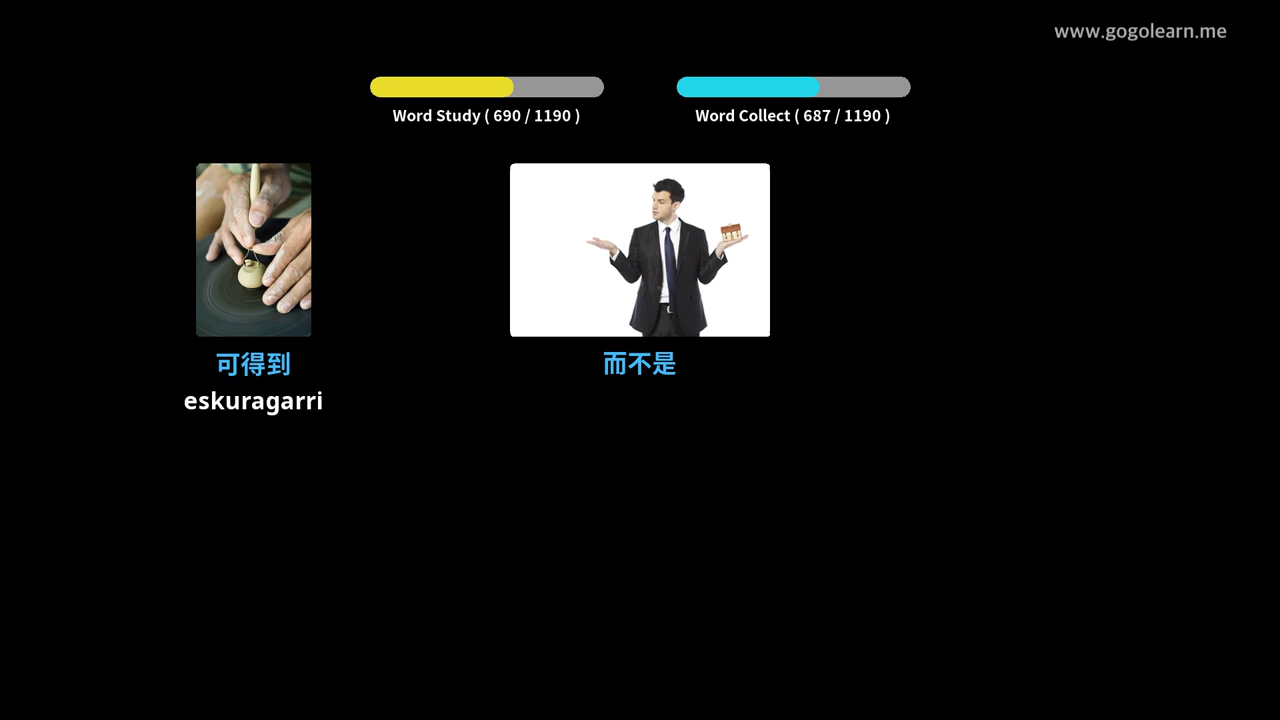 www.gogolearn.me
Word Study ( 690 / 1190 )
Word Collect ( 687 / 1190 )
可得到
eskuragarri
而不是